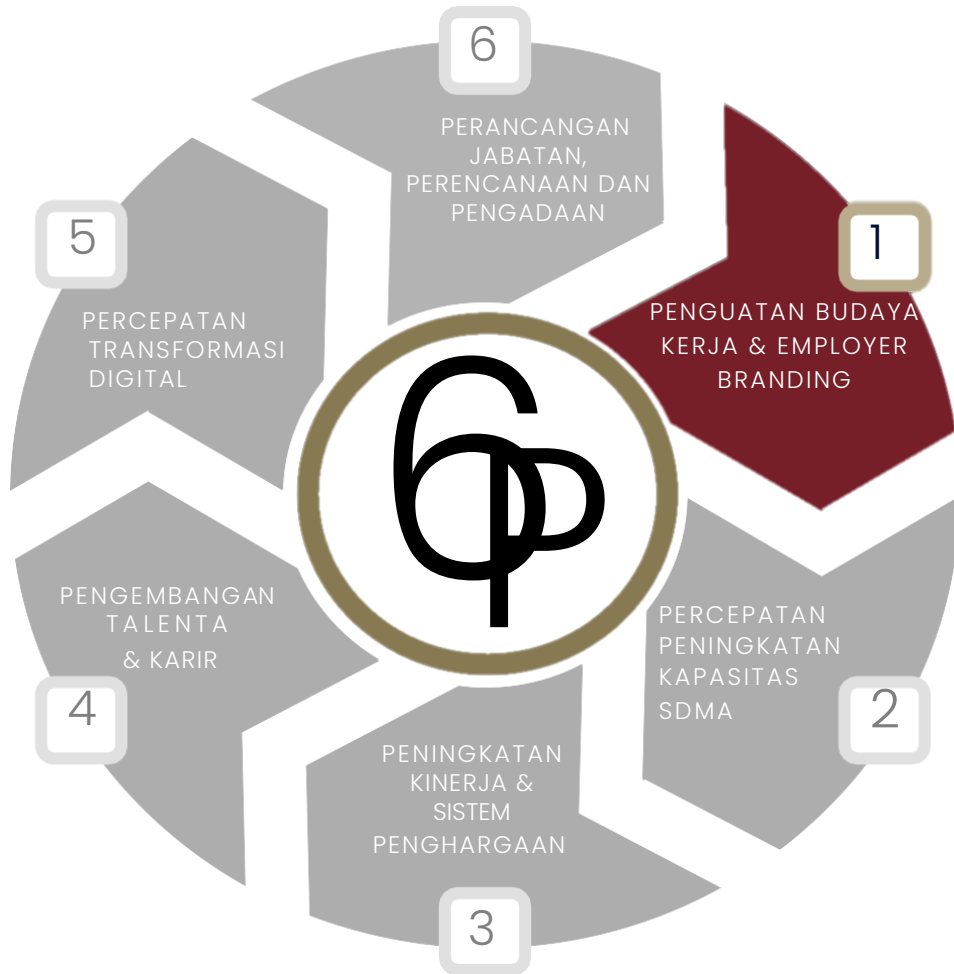 6
PERANCANGAN
JABATAN,
PERENCANAAN DAN
PENGADAAN
1
PENGUATAN BUDAYA
KERJA & EMPLOYER
BRANDING
5
PERCEPATAN
TRANSFORMASI
DIGITAL
6P
PENGEMBANGAN
TALENTA
& KARIR
4
PERCEPATAN
PENINGKATAN
KAPASITAS
SDMA
2
PENINGKATAN
KINERJA &
SISTEM
PENGHARGAAN
3